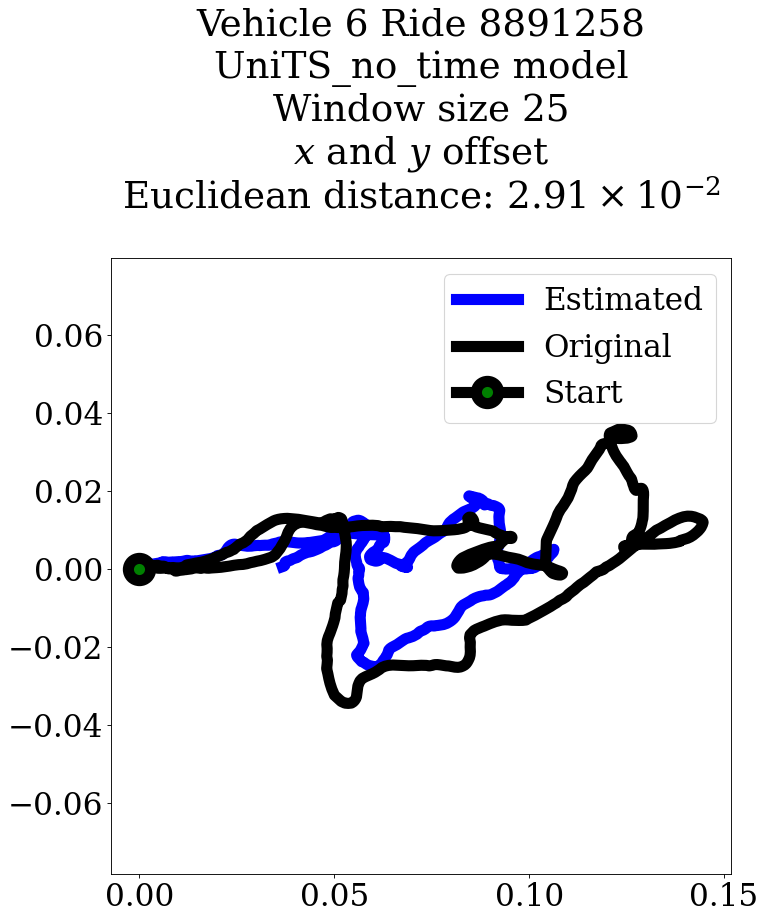 Vehicle 6 Ride 8891258
UniTS_no_time model
Window size 25
x and y offset
Euclidean distance: 2.91 × 10⁻²
Estimated
Original
Start
0.06
0.04
0.02
0.00
−0.02
−0.04
−0.06
0.00 0.05 0.10 0.15